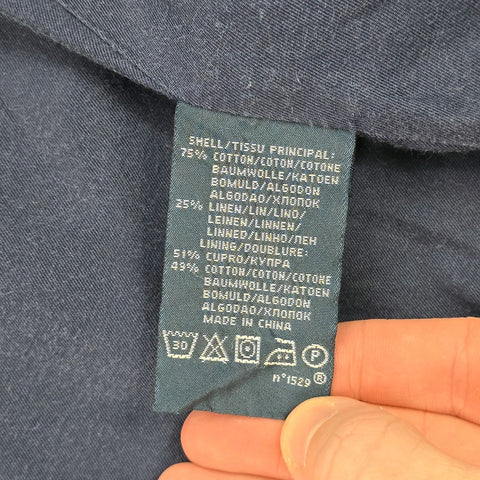 SHELL/TISSU PRINCIPAL:
75% COTTON/COTON/COTONE
BAUMWOLLE/KATOEN
BOMULD/ALGODON
ALGODAO/ХЛОПОК
25% LINEN/LIN/LINO/
LEINEN/LINNEN/
LINNED/LINHO/ЛЕН
LINING/DOUBLURE:
51% CUPRO/КУПРА
49% COTTON/COTON/COTONE
BAUMWOLLE/KATOEN
BOMULD/ALGODON
ALGODAO/ХЛОПОК
MADE IN CHINA
30 P
n°1529 ®